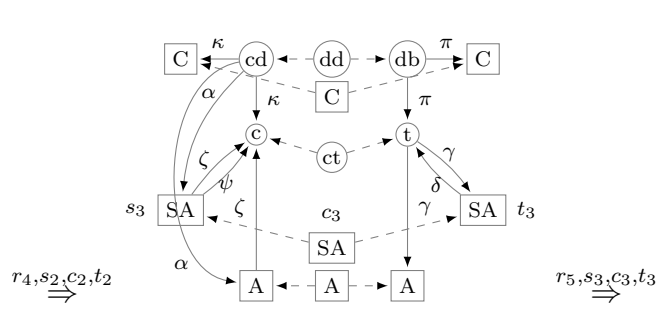 κ π
C cd dd db C
α κ C π
c t
ζ ct γ
ψ δ
s₃ SA ζ c₃ γ SA t₃
SA
α
r₄,s₂,c₂,t₂ A A A r₅,s₃,c₃,t₃
⇒ ⇒